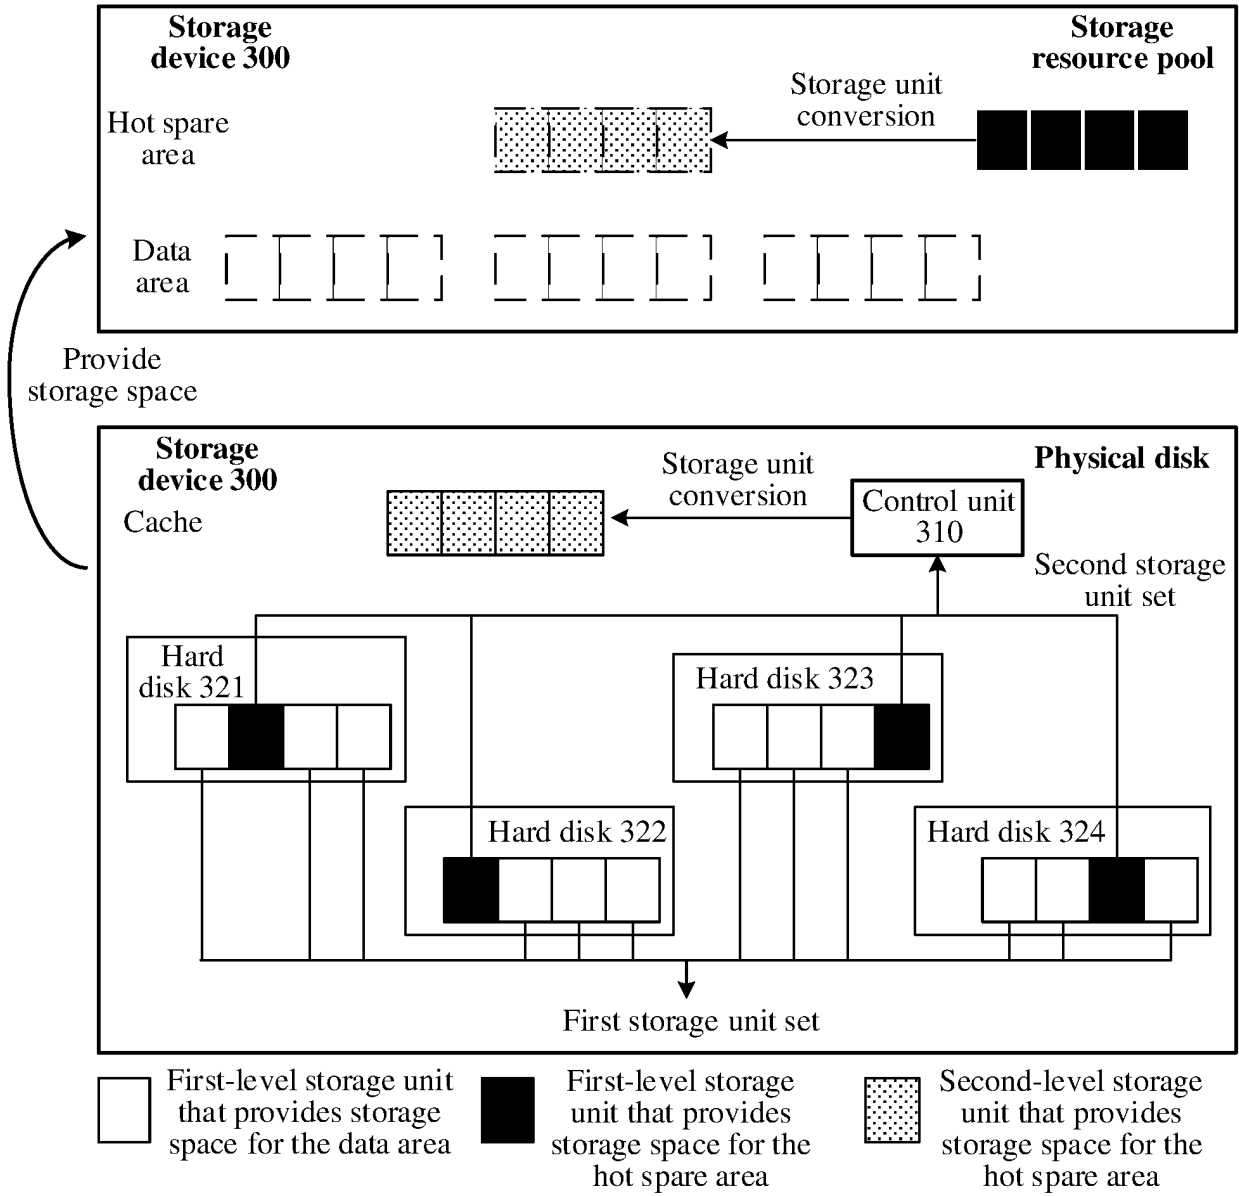 Storage
device 300
Storage
resource pool
Hot spare
area
Storage unit
conversion
Data
area
Provide
storage space
Storage
device 300
Physical disk
Cache
Storage unit
conversion
Control unit
310
Second storage
unit set
Hard
disk 321
Hard disk 323
Hard disk 322
Hard disk 324
First storage unit set
First-level storage unit
that provides storage
space for the data area
First-level storage
unit that provides
storage space for the
hot spare area
Second-level storage
unit that provides
storage space for the
hot spare area